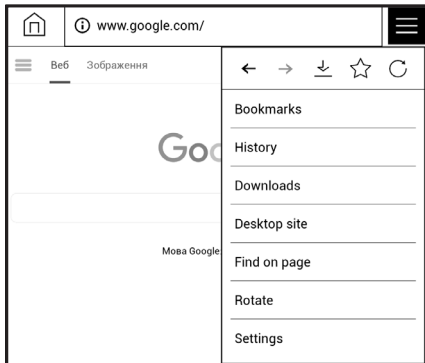 www.google.com/
Веб Зображення
Goo
Мова Google:
Bookmarks
History
Downloads
Desktop site
Find on page
Rotate
Settings